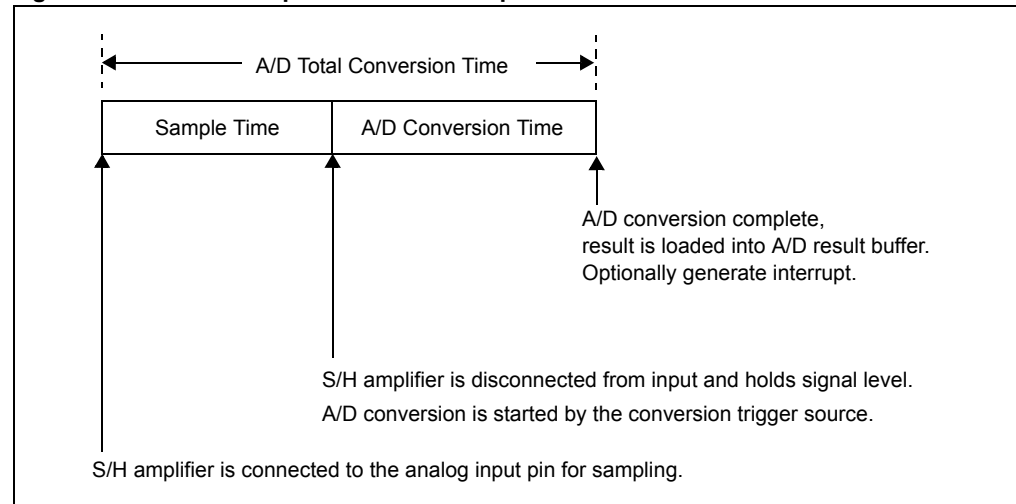 A/D Total Conversion Time
Sample Time
A/D Conversion Time
A/D conversion complete,
result is loaded into A/D result buffer.
Optionally generate interrupt.
S/H amplifier is disconnected from input and holds signal level.
A/D conversion is started by the conversion trigger source.
S/H amplifier is connected to the analog input pin for sampling.